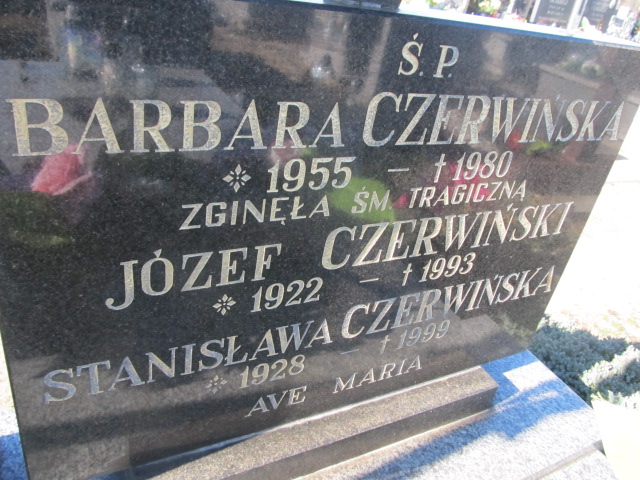 Ś.P.
BARBARA CZERWIŃSKA
* 1955 – † 1980
ZGINĘŁA ŚM. TRAGICZNĄ
JÓZEF CZERWIŃSKI
* 1922 – † 1993
STANISŁAWA CZERWIŃSKA
* 1928 – † 1999
AVE MARIA